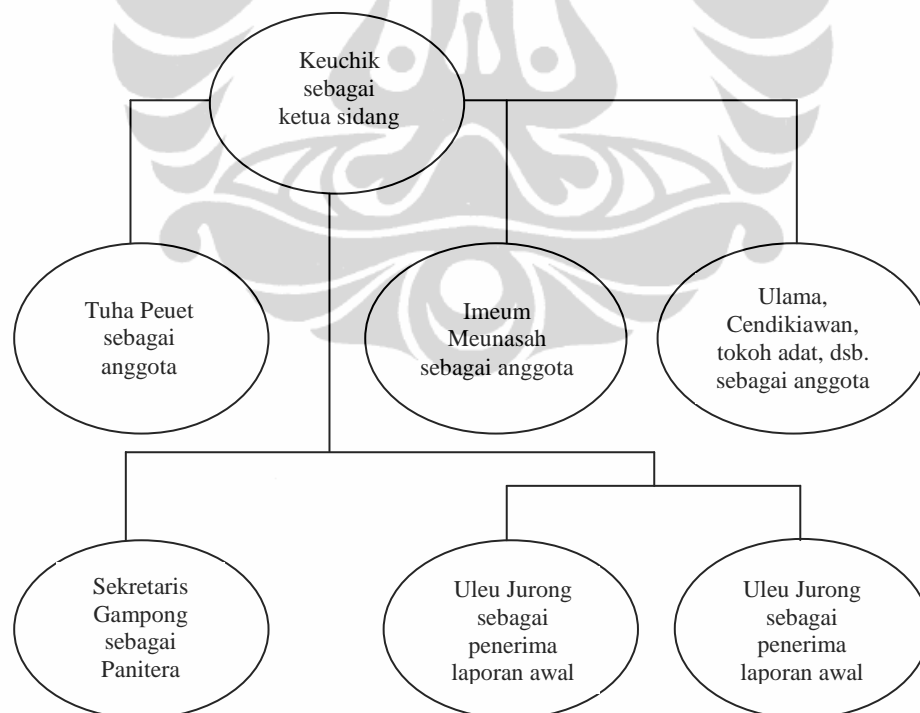 Keuchik
sebagai
ketua sidang
Tuha Peuet
sebagai
anggota
Imeum
Meunasah
sebagai anggota
Ulama,
Cendikiawan,
tokoh adat, dsb.
sebagai anggota
Sekretaris
Gampong
sebagai
Panitera
Uleu Jurong
sebagai
penerima
laporan awal
Uleu Jurong
sebagai
penerima
laporan awal